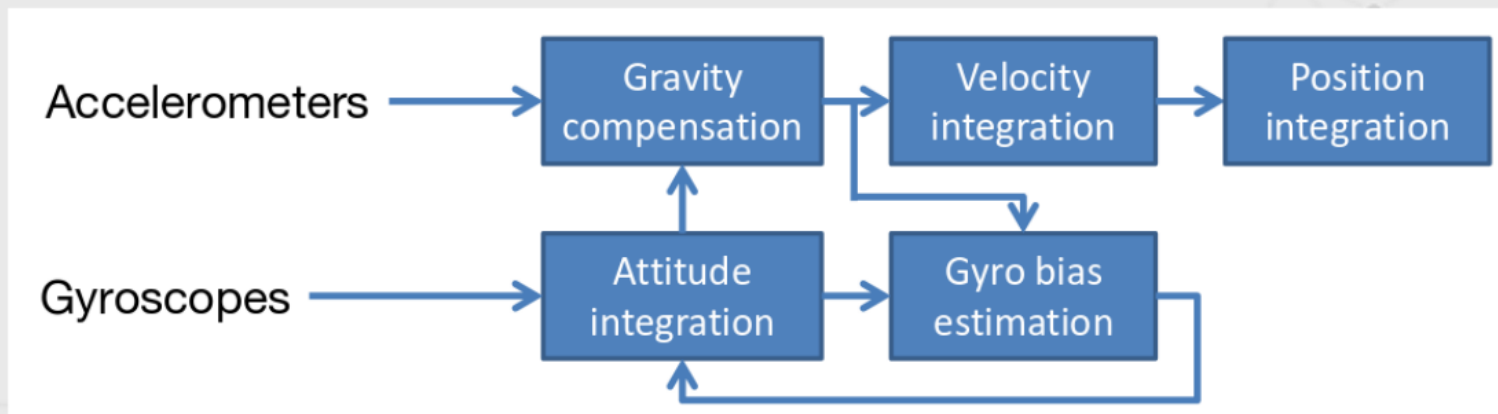 Accelerometers
Gravity
compensation
Velocity
integration
Position
integration
Gyroscopes
Attitude
integration
Gyro bias
estimation